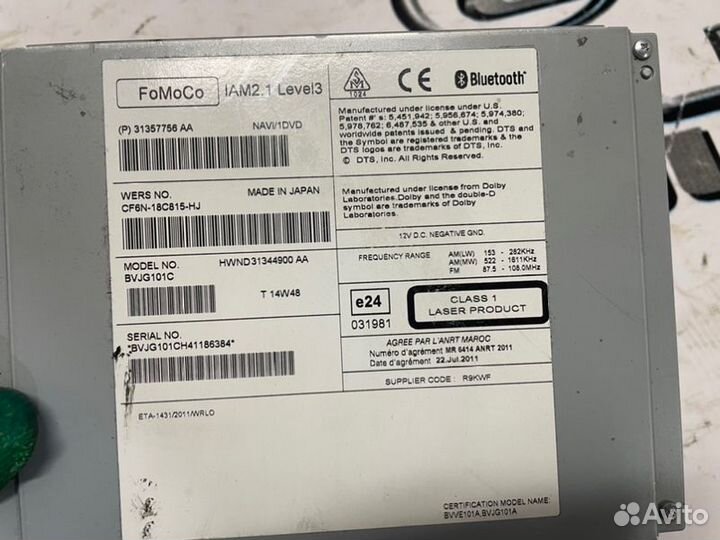 FoMoCo IAM2.1 Level3
(P) 31357756 AA NAVI/1DVD
WERS NO. MADE IN JAPAN
CF6N-18C815-HJ
MODEL NO. HWND31344900 AA
BVJG101C
T 14W48
SERIAL NO.
*BVJG101CH41186384*
ETA-1431/2011/WRLO
1024
CE
Bluetooth
Manufactured under license under U.S.
Patent #'s: 5,451,942; 5,956,674; 5,974,380;
5,978,762; 6,487,535 & other U.S. and
worldwide patents issued & pending. DTS and
the Symbol are registered trademarks & the
DTS logos are trademarks of DTS, Inc.
© DTS, Inc. All Rights Reserved.
Manufactured under license from Dolby
Laboratories.Dolby and the double-D
symbol are trademarks of Dolby
Laboratories.
12V D.C. NEGATIVE GND.
FREQUENCY RANGE AM(LW) 153 - 282KHz
AM(MW) 522 - 1611KHz
FM 87.5 - 108.0MHz
e24
031981
CLASS 1
LASER PRODUCT
AGREE PAR L'ANRT MAROC
Numéro d'agrément: MR 6414 ANRT 2011
Date d'agrément: 22.Jul.2011
SUPPLIER CODE : R9KWF
CERTIFICATION MODEL NAME:
BVVE101A,BVJG101A
Avito